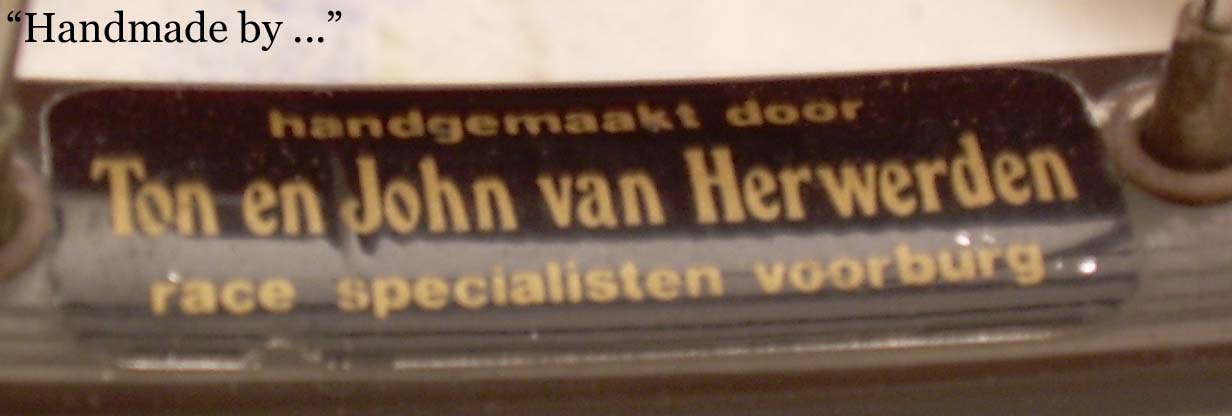 “Handmade by ...”
handgemaakt door
Ton en John van Herwerden
race specialisten voorburg